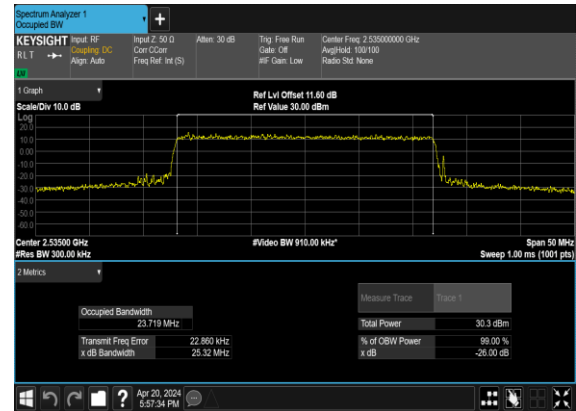 Spectrum Analyzer 1
Occupied BW
KEYSIGHT Input: RF Input Z: 50 Ω Atten: 30 dB Trig: Free Run Center Freq: 2.535000000 GHz
RLT Coupling: DC Corr CCorr Gate: Off Avg|Hold: 100/100
Align: Auto Freq Ref: Int (S) #IF Gain: Low Radio Std: None
1 Graph
Ref Lvl Offset 11.60 dB
Scale/Div 10.0 dB Ref Value 30.00 dBm
Log
20.0
10.0
0.00
-10.0
-20.0
-30.0
-40.0
-50.0
-60.0
Center 2.53500 GHz #Video BW 910.00 kHz* Span 50 MHz
#Res BW 300.00 kHz Sweep 1.00 ms (1001 pts)
2 Metrics
Measure Trace Trace 1
Occupied Bandwidth
23.719 MHz Total Power 30.3 dBm
Transmit Freq Error 22.860 kHz % of OBW Power 99.00 %
x dB Bandwidth 25.32 MHz x dB -26.00 dB
Apr 20, 2024
5:57:34 PM